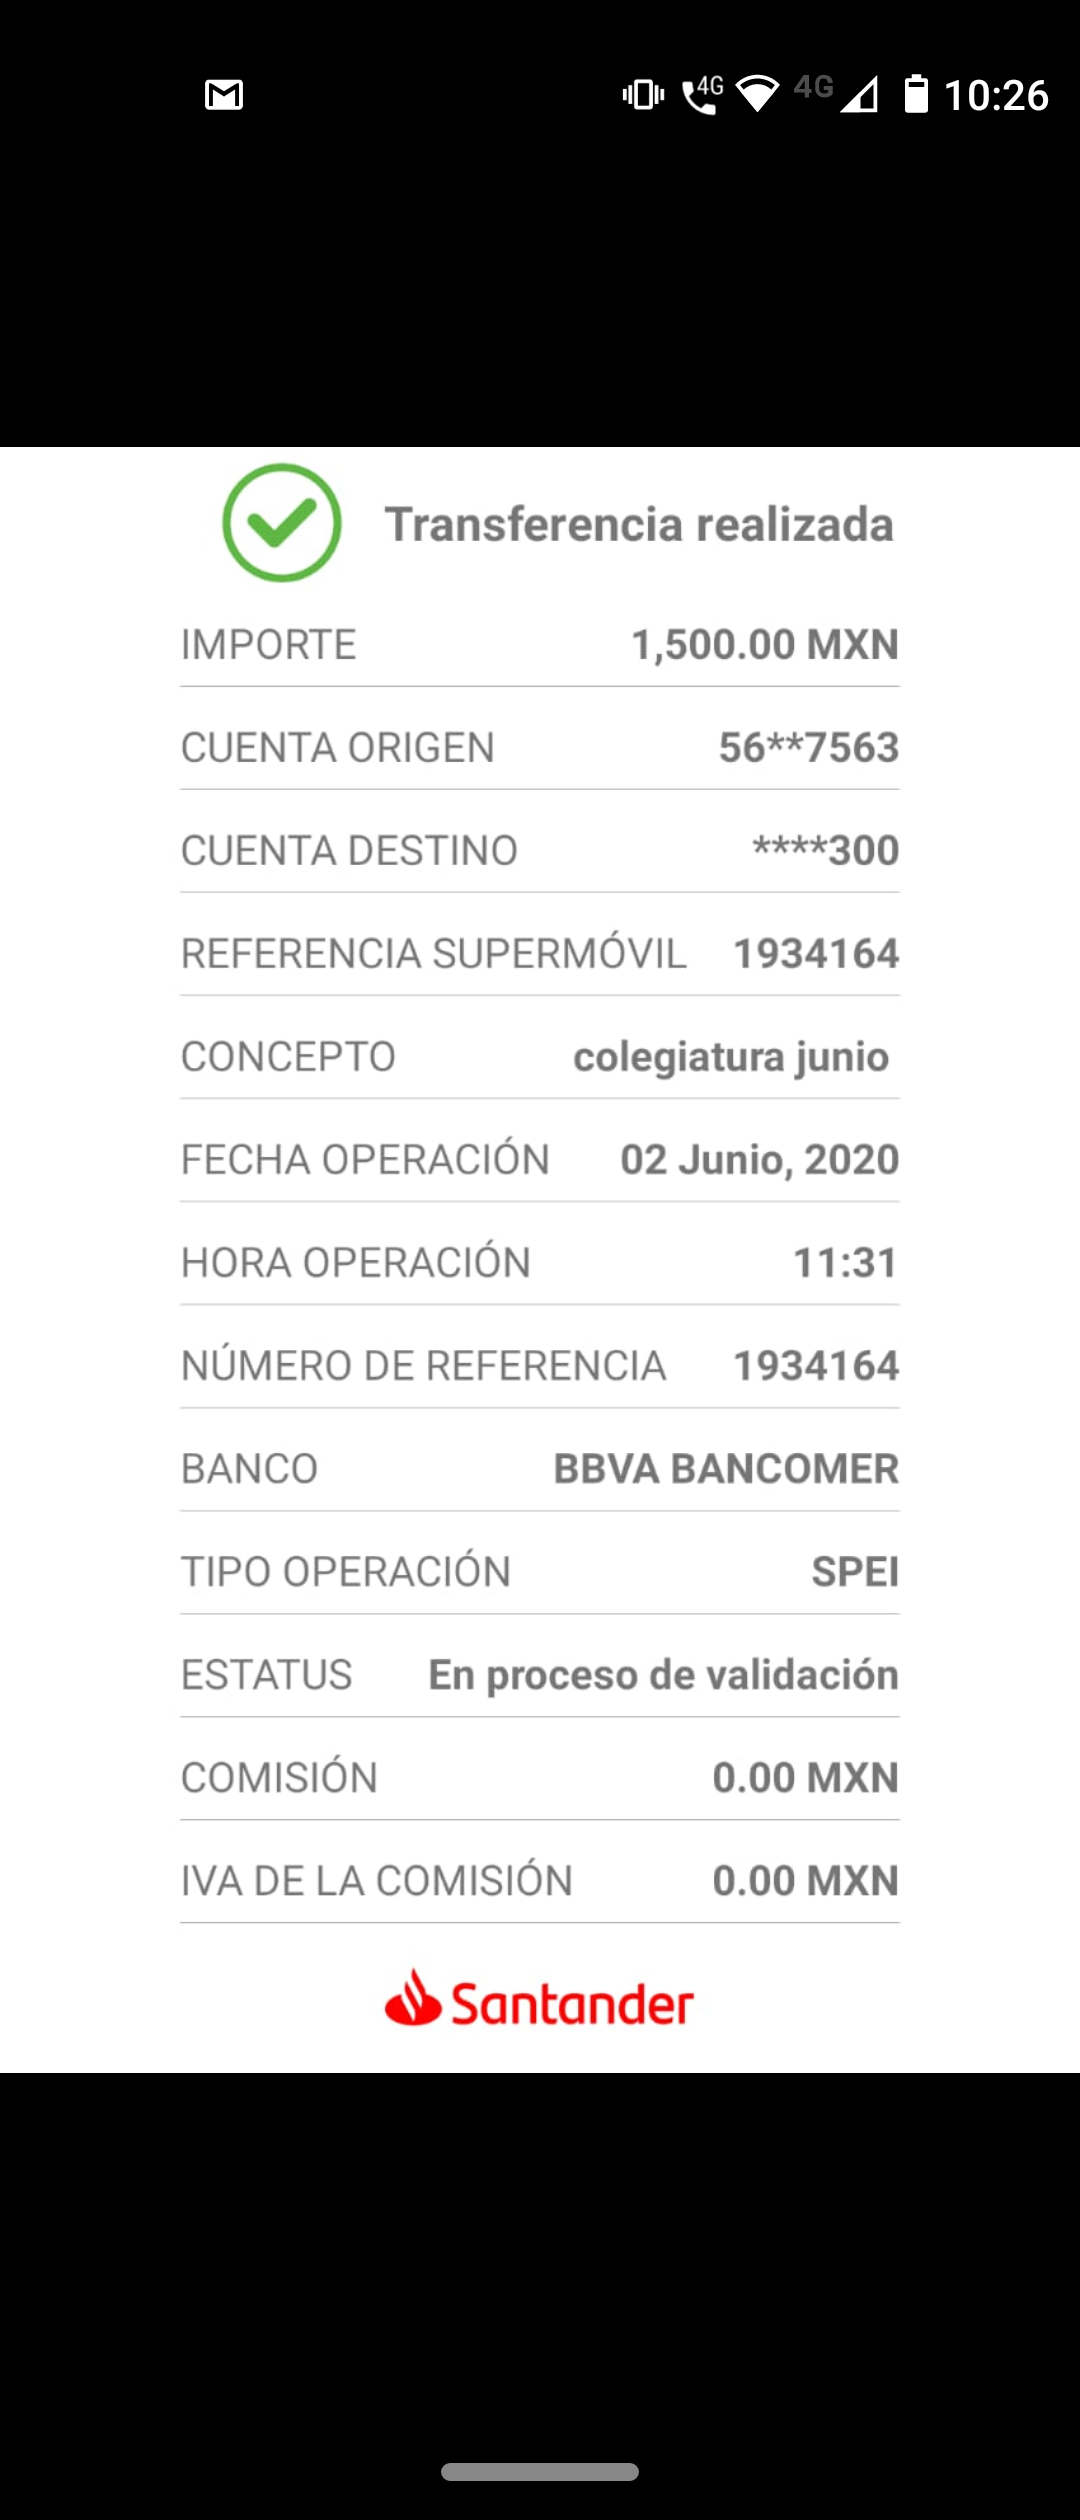 4G 4G 10:26
Transferencia realizada
IMPORTE 1,500.00 MXN
CUENTA ORIGEN 56**7563
CUENTA DESTINO ****300
REFERENCIA SUPERMÓVIL 1934164
CONCEPTO colegiatura junio
FECHA OPERACIÓN 02 Junio, 2020
HORA OPERACIÓN 11:31
NÚMERO DE REFERENCIA 1934164
BANCO BBVA BANCOMER
TIPO OPERACIÓN SPEI
ESTATUS En proceso de validación
COMISIÓN 0.00 MXN
IVA DE LA COMISIÓN 0.00 MXN
Santander